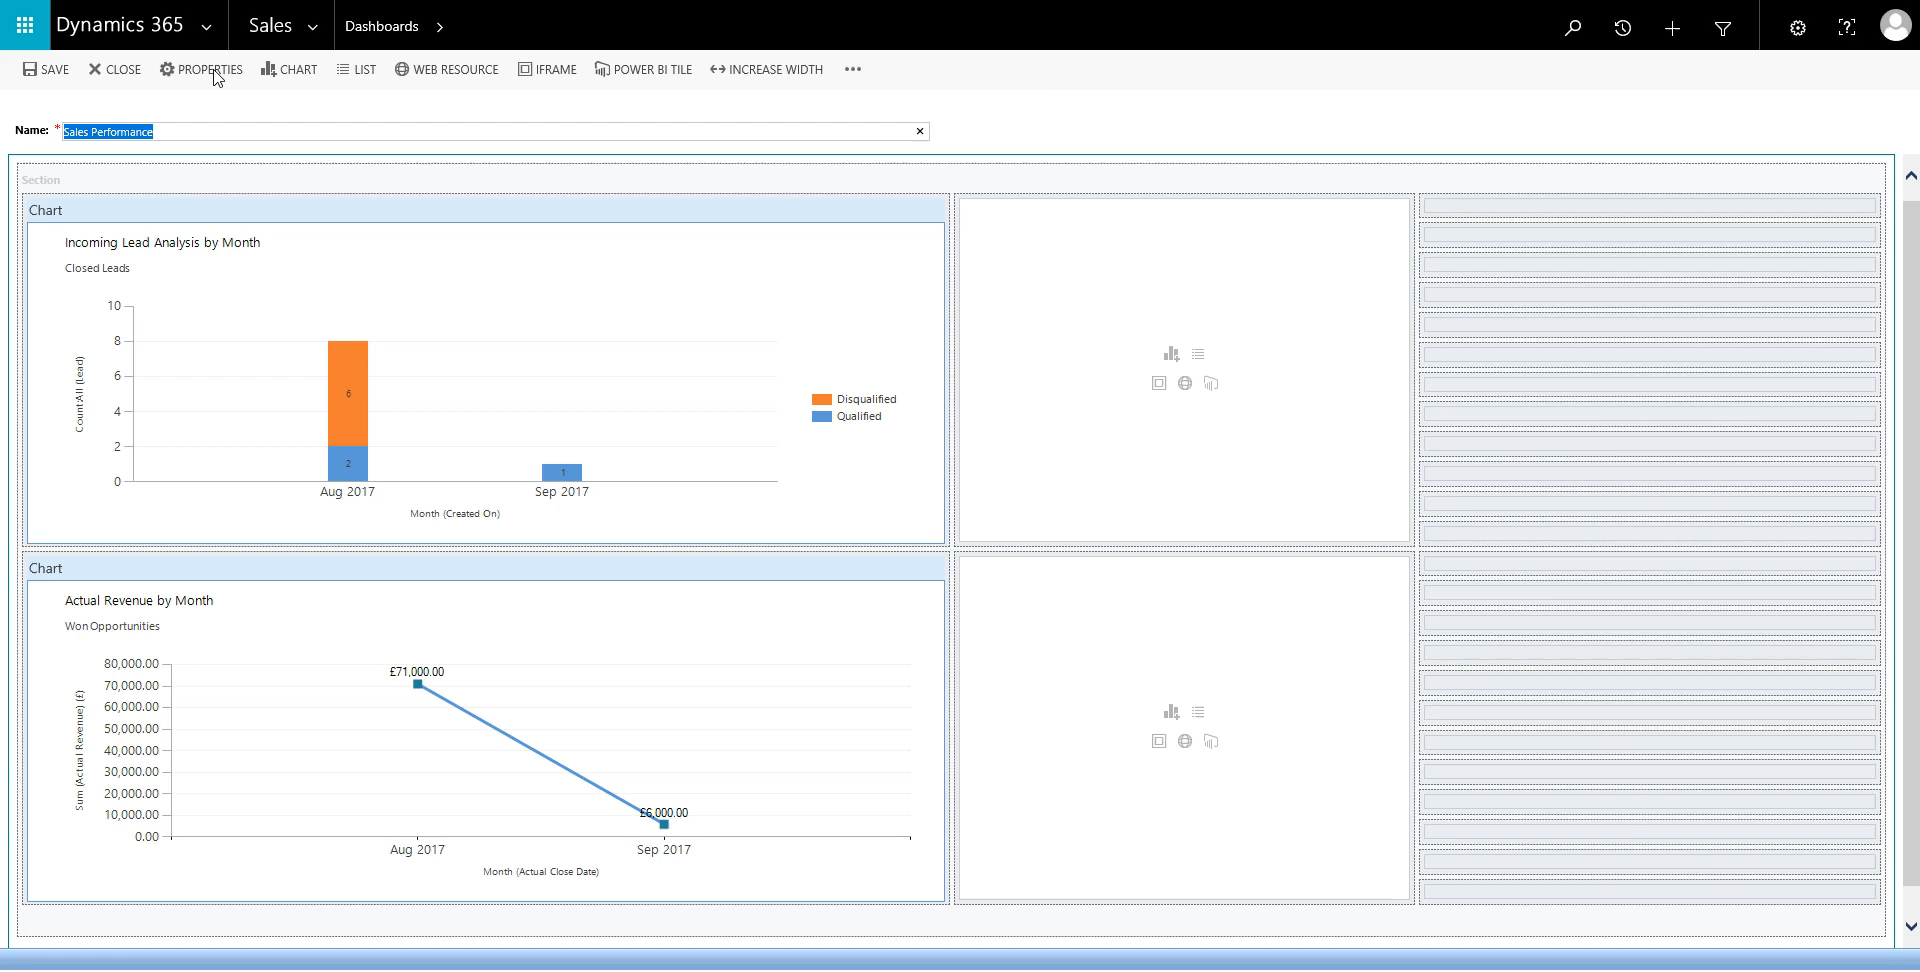 Dynamics 365 Sales Dashboards
SAVE CLOSE PROPERTIES CHART LIST WEB RESOURCE IFRAME POWER BI TILE INCREASE WIDTH •••
Name: * Sales Performance
Section
Chart
Incoming Lead Analysis by Month
Closed Leads
10
8
6
4
2
0
Count:All (Lead)
6
2
1
Aug 2017 Sep 2017
Month (Created On)
Disqualified
Qualified
Chart
Actual Revenue by Month
Won Opportunities
80,000.00
70,000.00
60,000.00
50,000.00
40,000.00
30,000.00
20,000.00
10,000.00
0.00
Sum (Actual Revenue) (£)
£71,000.00
£6,000.00
Aug 2017 Sep 2017
Month (Actual Close Date)